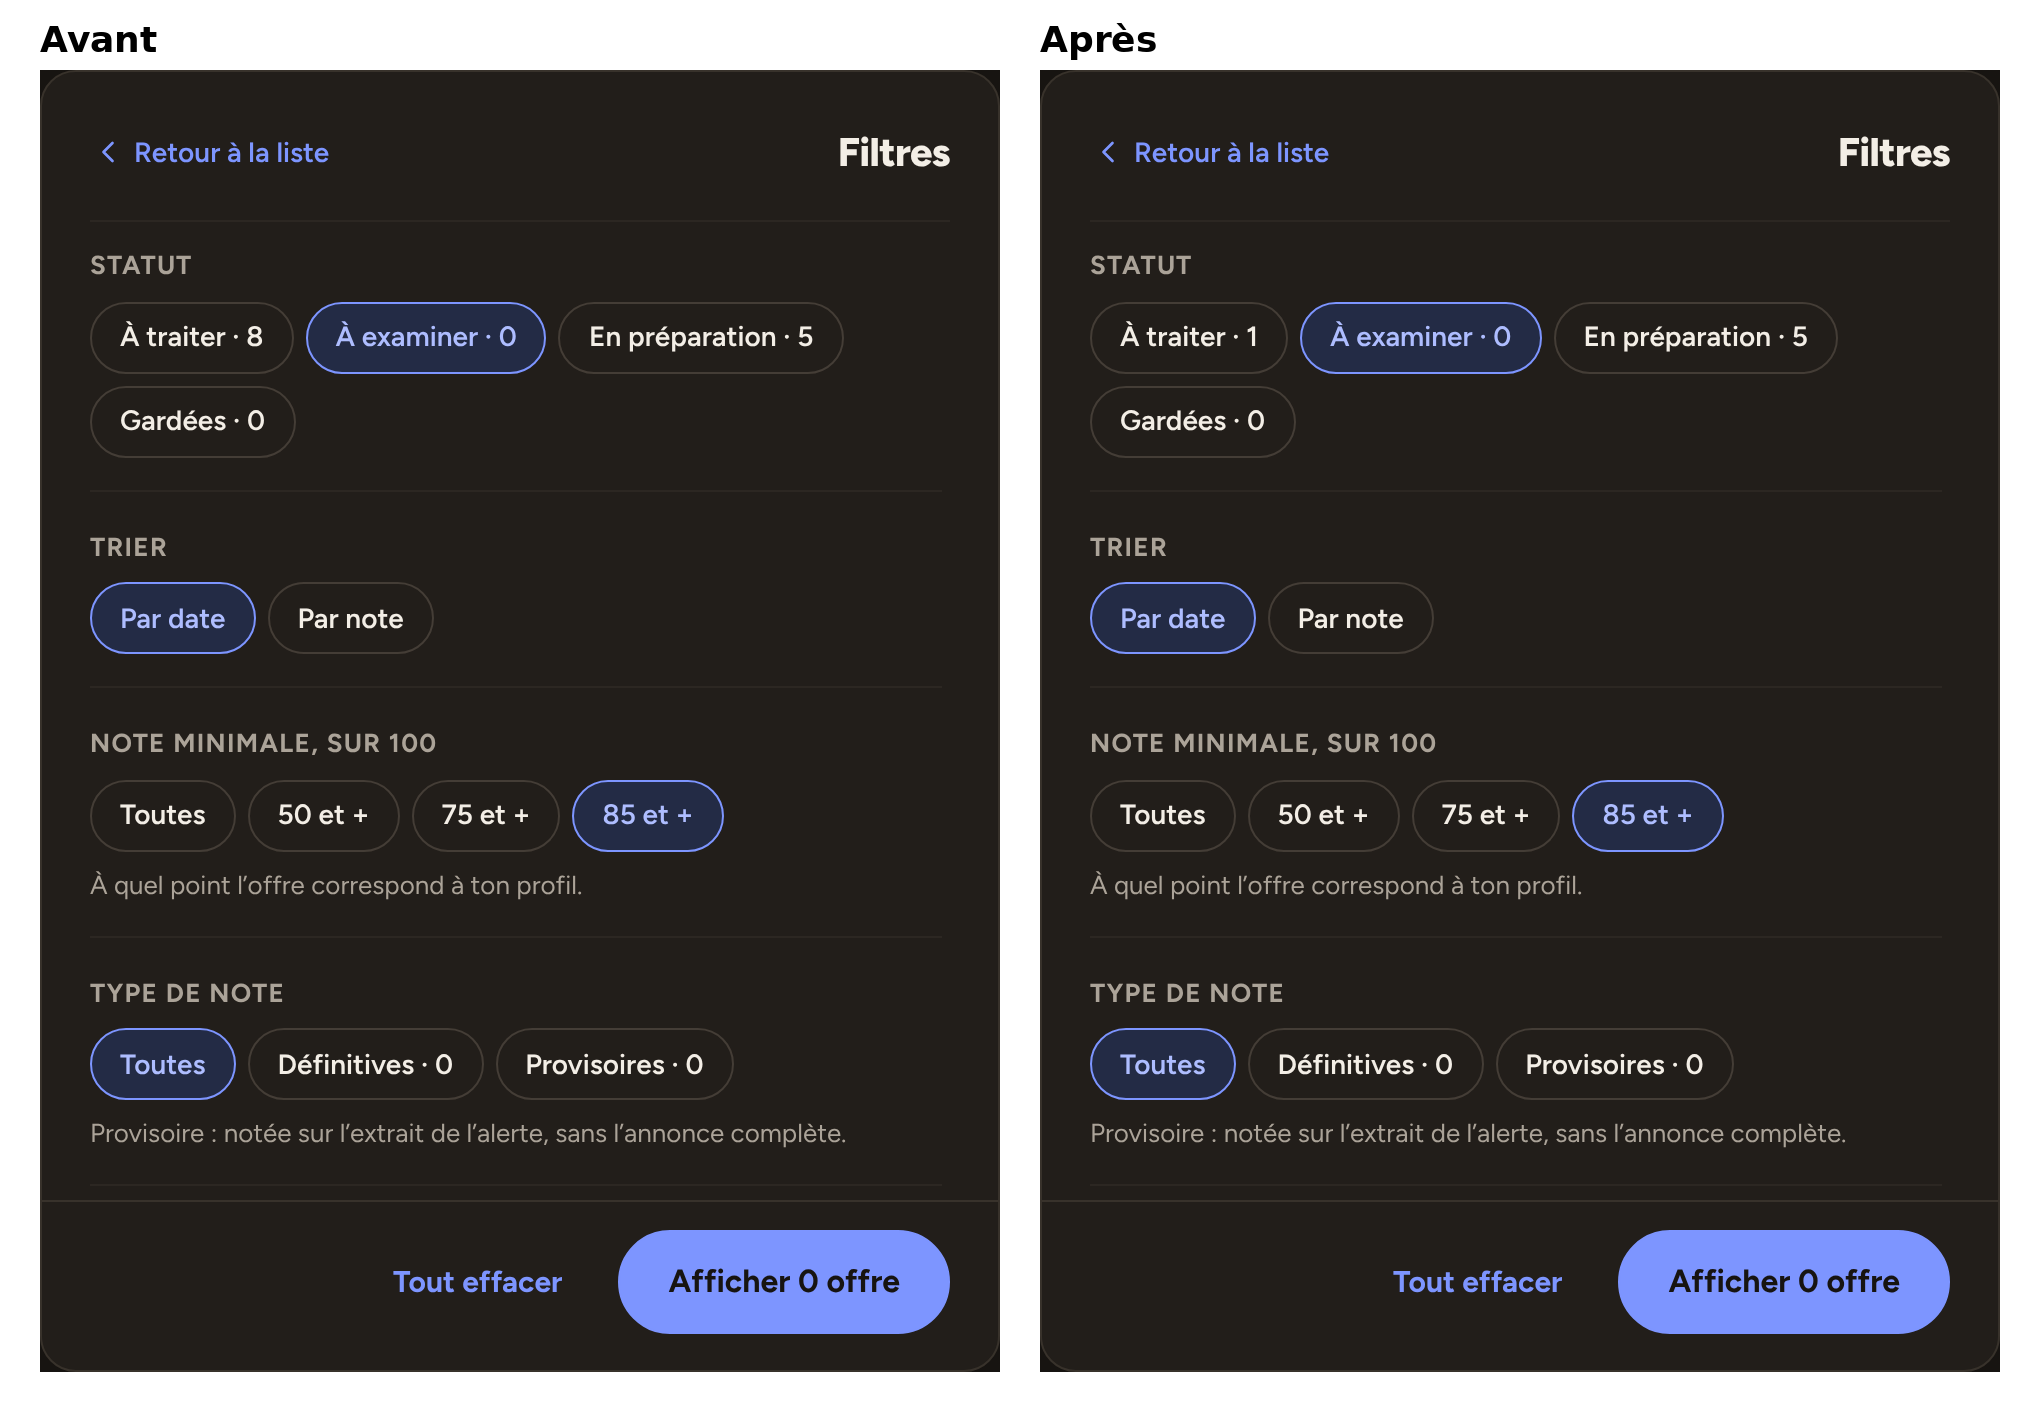 Avant
Retour à la liste
Filtres
STATUT
À traiter · 8
À examiner · 0
En préparation · 5
Gardées · 0
TRIER
Par date
Par note
NOTE MINIMALE, SUR 100
Toutes
50 et +
75 et +
85 et +
À quel point l’offre correspond à ton profil.
TYPE DE NOTE
Toutes
Définitives · 0
Provisoires · 0
Provisoire : notée sur l’extrait de l’alerte, sans l’annonce complète.
Tout effacer
Afficher 0 offre
Après
Retour à la liste
Filtres
STATUT
À traiter · 1
À examiner · 0
En préparation · 5
Gardées · 0
TRIER
Par date
Par note
NOTE MINIMALE, SUR 100
Toutes
50 et +
75 et +
85 et +
À quel point l’offre correspond à ton profil.
TYPE DE NOTE
Toutes
Définitives · 0
Provisoires · 0
Provisoire : notée sur l’extrait de l’alerte, sans l’annonce complète.
Tout effacer
Afficher 0 offre